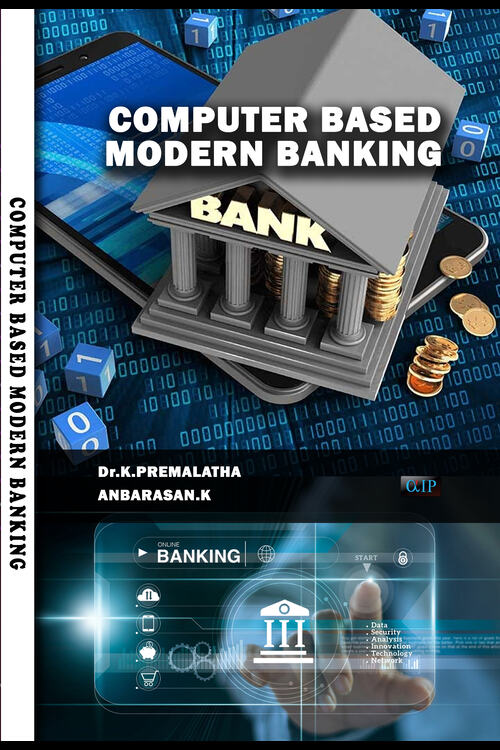 COMPUTER BASED
MODERN BANKING
BANK
COMPUTER BASED MODERN BANKING
Dr.K.PREMALATHA
ANBARASAN.K
αIP
ONLINE
BANKING
START
Data
Security
Analysis
Innovation
Technology
Network